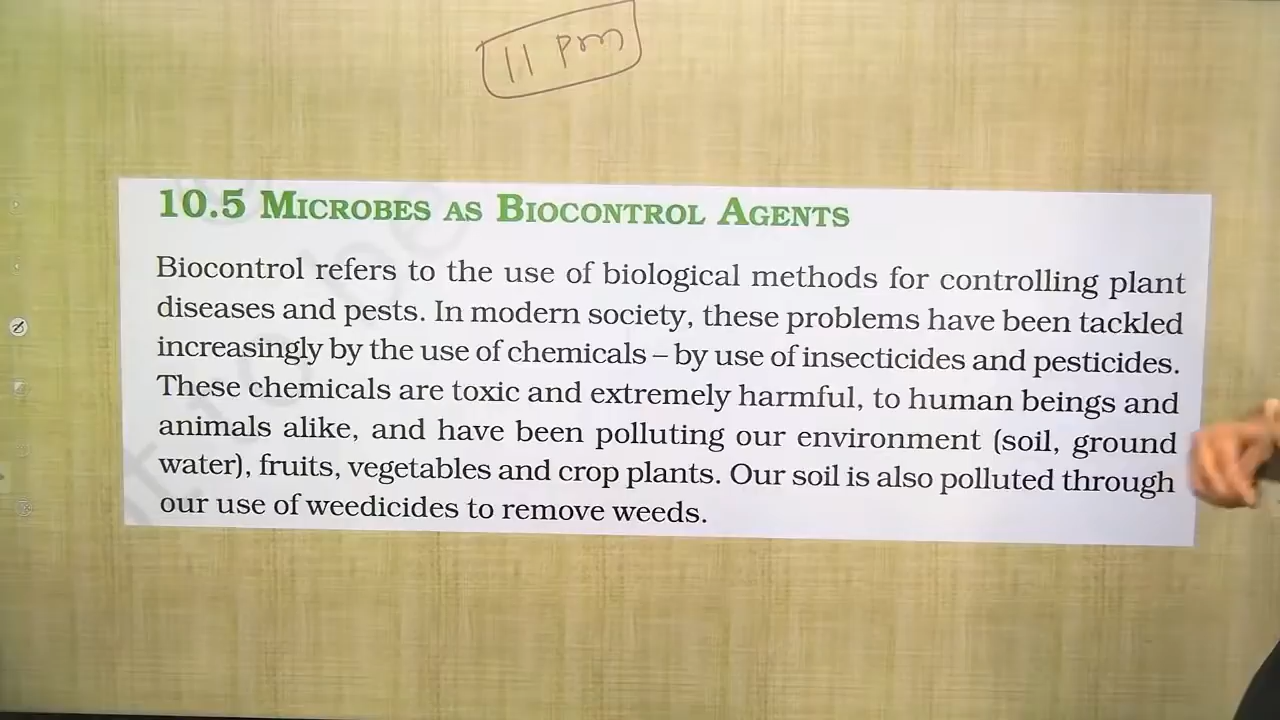 11 pm
10.5 Microbes as Biocontrol Agents
Biocontrol refers to the use of biological methods for controlling plant
diseases and pests. In modern society, these problems have been tackled
increasingly by the use of chemicals – by use of insecticides and pesticides.
These chemicals are toxic and extremely harmful, to human beings and
animals alike, and have been polluting our environment (soil, ground
water), fruits, vegetables and crop plants. Our soil is also polluted through
our use of weedicides to remove weeds.